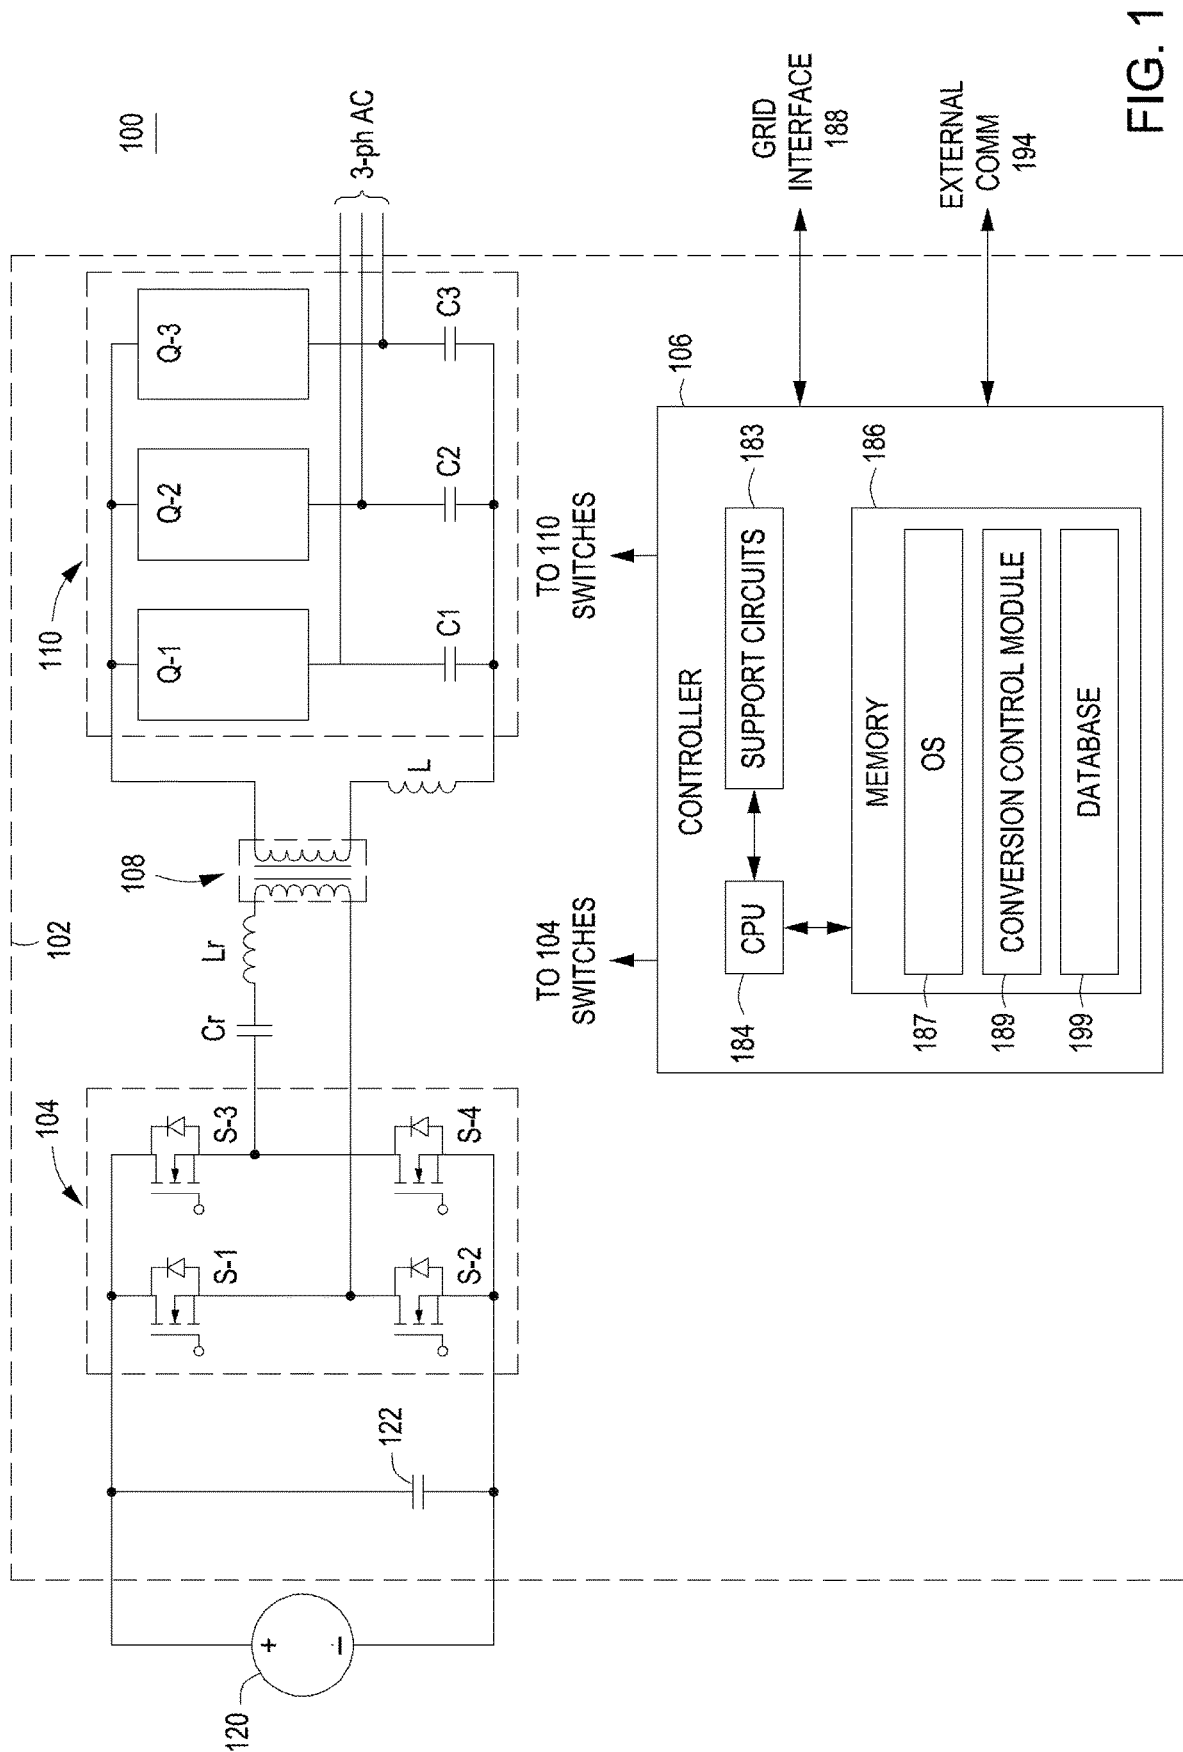 100
102
110
Q-1
Q-2
Q-3
3-ph AC
C1
C2
C3
108
L
Lr
Cr
104
S-1
S-3
S-2
S-4
122
120
+
–
TO 104
SWITCHES
TO 110
SWITCHES
106
CONTROLLER
184
CPU
SUPPORT CIRCUITS
183
186
MEMORY
187
OS
189
CONVERSION CONTROL MODULE
199
DATABASE
GRID
INTERFACE
188
EXTERNAL
COMM
194
FIG. 1